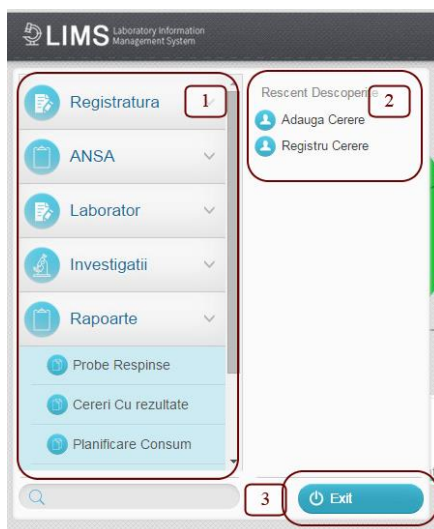 LIMS Laboratory Information
Management System
Registratura 1
ANSA
Laborator
Investigatii
Rapoarte
Probe Respinse
Cereri Cu rezultate
Planificare Consum
Rescent Descoperite 2
Adauga Cerere
Registru Cerere
3 Exit